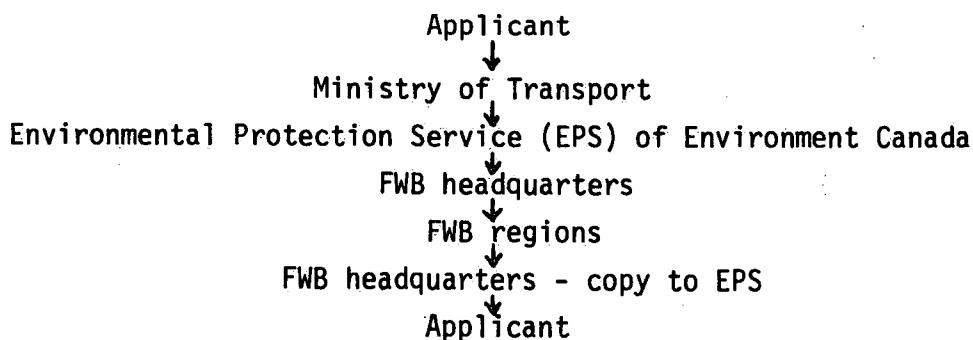 Applicant
Ministry of Transport
Environmental Protection Service (EPS) of Environment Canada
FWB headquarters
FWB regions
FWB headquarters - copy to EPS
Applicant